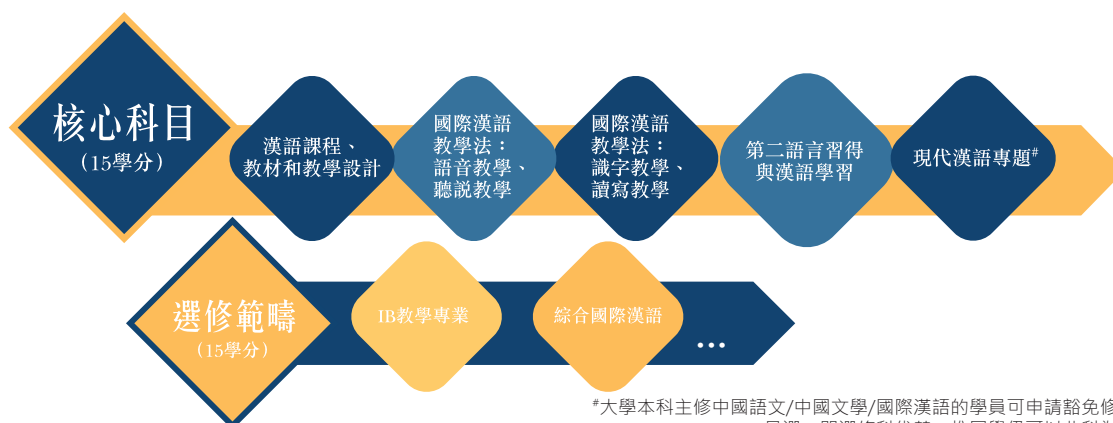 核心科目
(15學分)
漢語課程、
教材和教學設計
國際漢語
教學法：
語音教學、
聽説教學
國際漢語
教學法：
識字教學、
讀寫教學
第二語言習得
與漢語學習
現代漢語專題#
選修範疇
(15學分)
IB教學專業
綜合國際漢語
...
#大學本科主修中國語文/中國文學/國際漢語的學員可申請豁免修